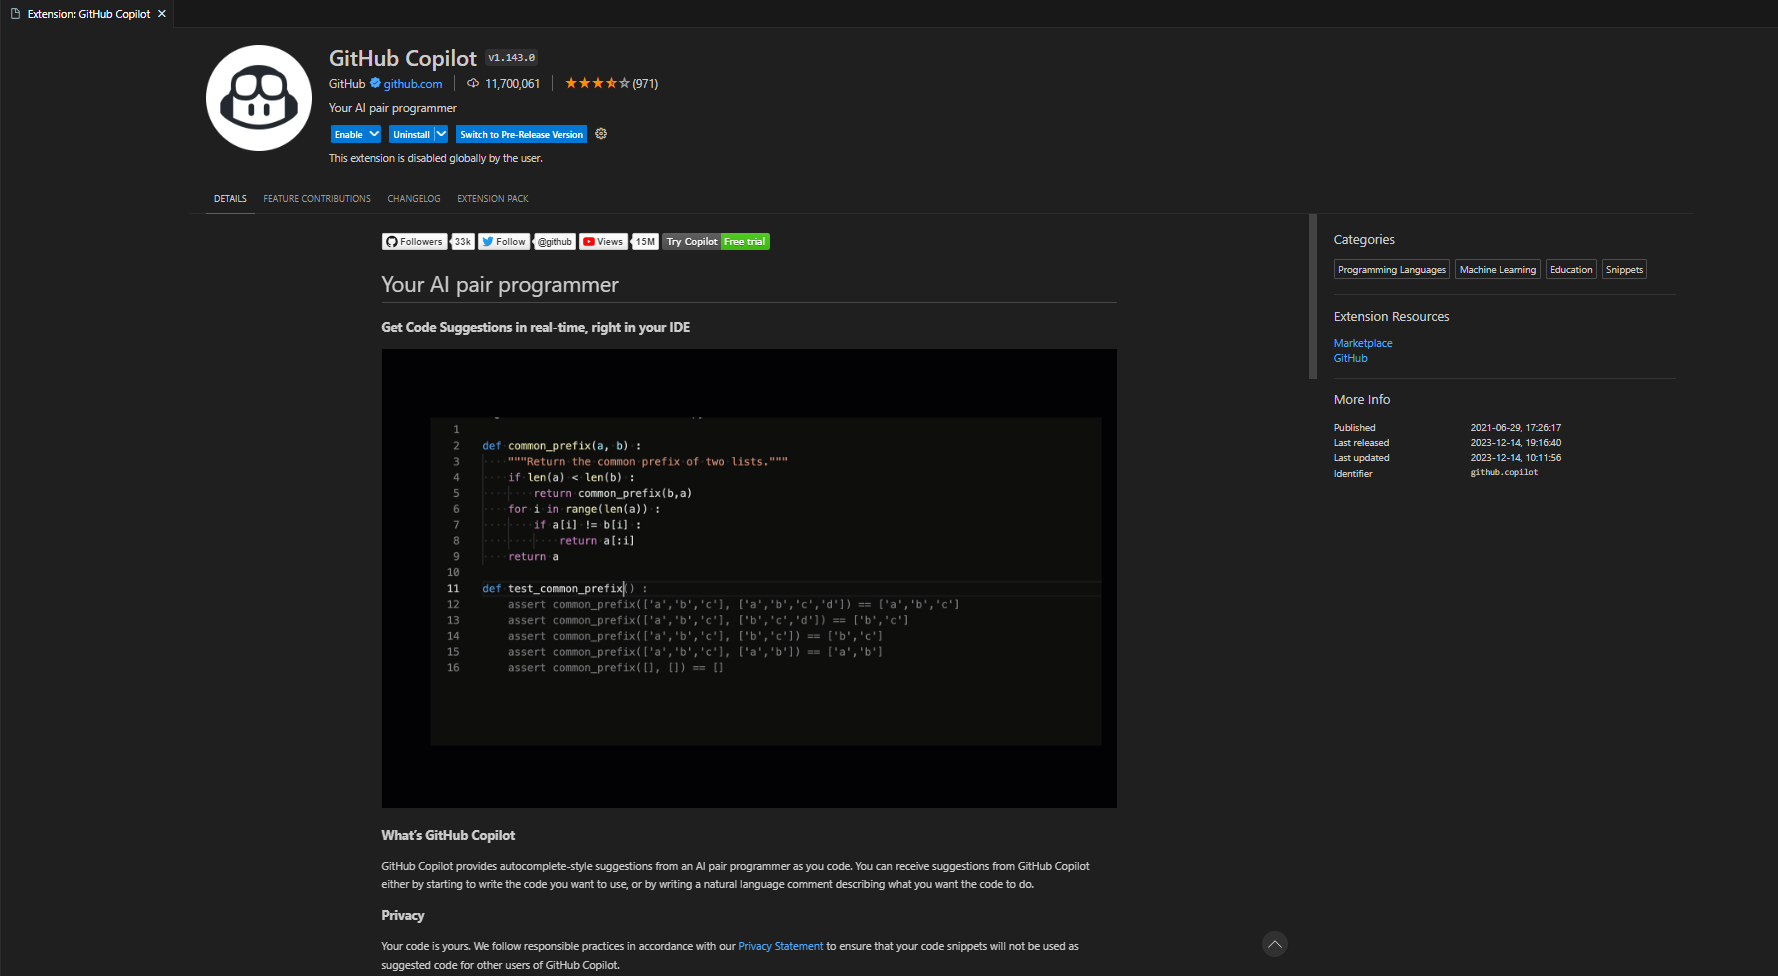 Extension: GitHub Copilot
GitHub Copilot v1.143.0
GitHub github.com 11,700,061 (971)
Your AI pair programmer
Enable Uninstall Switch to Pre-Release Version
This extension is disabled globally by the user.
DETAILS FEATURE CONTRIBUTIONS CHANGELOG EXTENSION PACK
Followers 33k Follow @github Views 15M Try Copilot Free trial
Your AI pair programmer
Get Code Suggestions in real-time, right in your IDE
1
2 def common_prefix(a, b) :
3 """Return the common prefix of two lists."""
4 if len(a) < len(b) :
5 return common_prefix(b,a)
6 for i in range(len(a)) :
7 if a[i] != b[i] :
8 return a[:i]
9 return a
10
11 def test_common_prefix() :
12 assert common_prefix(['a','b','c'], ['a','b','c','d']) == ['a','b','c']
13 assert common_prefix(['a','b','c'], ['b','c','d']) == ['b','c']
14 assert common_prefix(['a','b','c'], ['b','c']) == ['b','c']
15 assert common_prefix(['a','b','c'], ['a','b']) == ['a','b']
16 assert common_prefix([], []) == []
What's GitHub Copilot
GitHub Copilot provides autocomplete-style suggestions from an AI pair programmer as you code. You can receive suggestions from GitHub Copilot
either by starting to write the code you want to use, or by writing a natural language comment describing what you want the code to do.
Privacy
Your code is yours. We follow responsible practices in accordance with our Privacy Statement to ensure that your code snippets will not be used as
suggested code for other users of GitHub Copilot.
Categories
Programming Languages Machine Learning Education Snippets
Extension Resources
Marketplace
GitHub
More Info
Published 2021-06-29, 17:26:17
Last released 2023-12-14, 19:16:40
Last updated 2023-12-14, 10:11:56
Identifier github.copilot